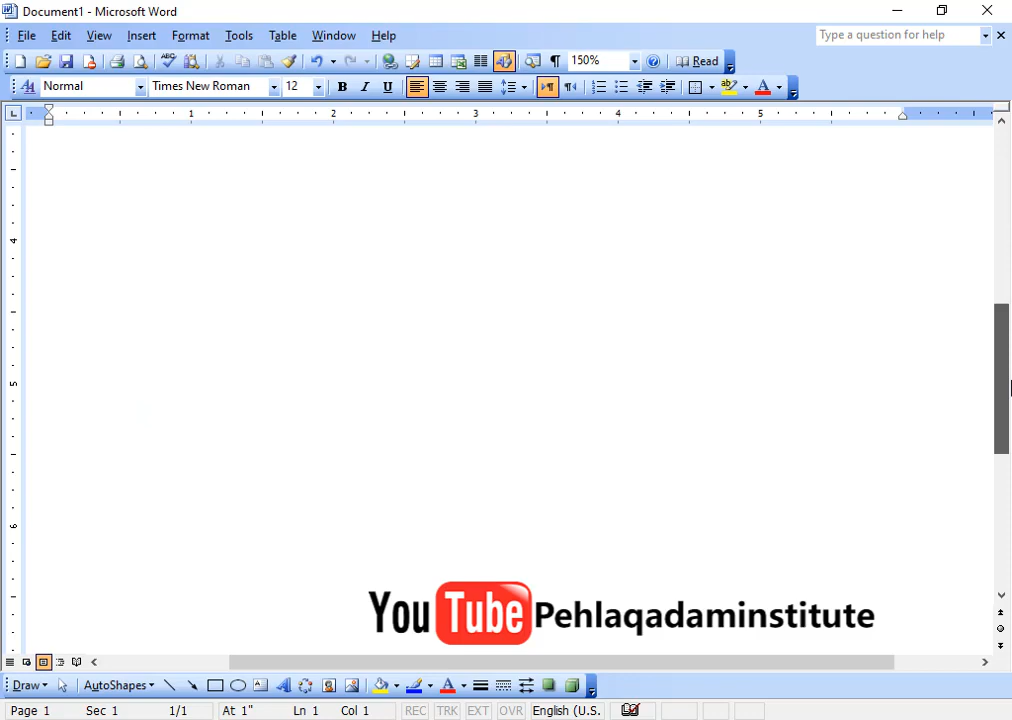 Document1 - Microsoft Word
File Edit View Insert Format Tools Table Window Help Type a question for help
150% Read
Normal Times New Roman 12 B I U
1 2 3 4 5
4
5
6
You Tube Pehlaqadaminstitute
Draw AutoShapes
Page 1 Sec 1 1/1 At 1" Ln 1 Col 1 REC TRK EXT OVR English (U.S.